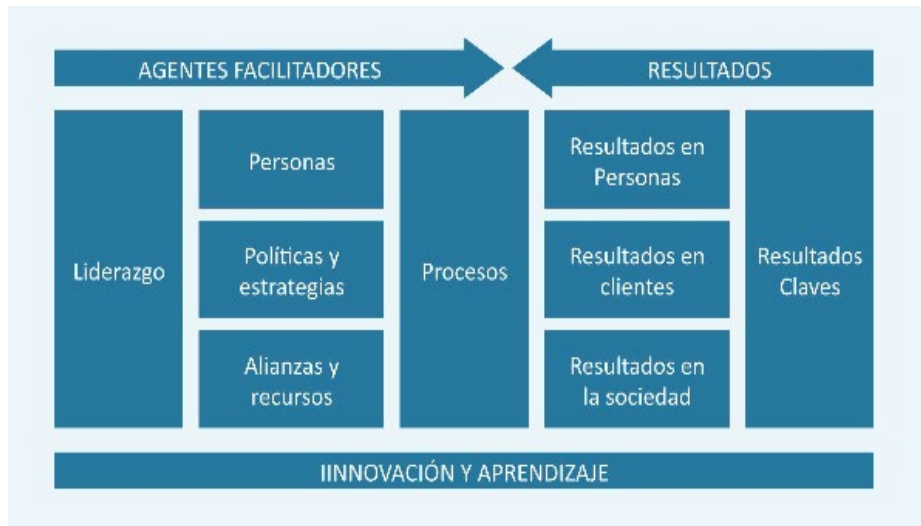 AGENTES FACILITADORES
RESULTADOS
Liderazgo
Personas
Políticas y
estrategias
Alianzas y
recursos
Procesos
Resultados en
Personas
Resultados en
clientes
Resultados en
la sociedad
Resultados
Claves
IINNOVACIÓN Y APRENDIZAJE